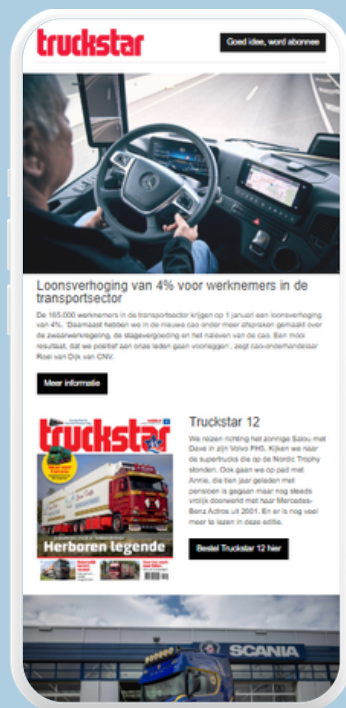 truckstar
Goed idee, word abonnee
Loonsverhoging van 4% voor werknemers in de
transportsector
De 165.000 werknemers in de transportsector krijgen op 1 januari een loonsverhoging
van 4%. 'Daarnaast hebben we in de nieuwe cao onder meer afspraken gemaakt over
de zwaarwerkregeling, de stagevergoeding en het naleven van de cao. Een mooi
resultaat, dat we positief aan onze leden gaan voorleggen', zegt cao-onderhandelaar
Roel van Dijk van CNV.
Meer informatie
truckstar
Herboren legende
Truckstar 12
We reizen richting het zonnige Salou met
Dave in zijn Volvo FH5. Kijken we naar
de supertrucks die op de Nordic Trophy
stonden. Ook gaan we op pad met
Annie, die tien jaar geleden met
pensioen is gegaan maar nog steeds
vrolijk doorwerkt met haar Mercedes-
Benz Actros uit 2001. En er is nog veel
meer te lezen in deze editie.
Bestel Truckstar 12 hier
SCANIA